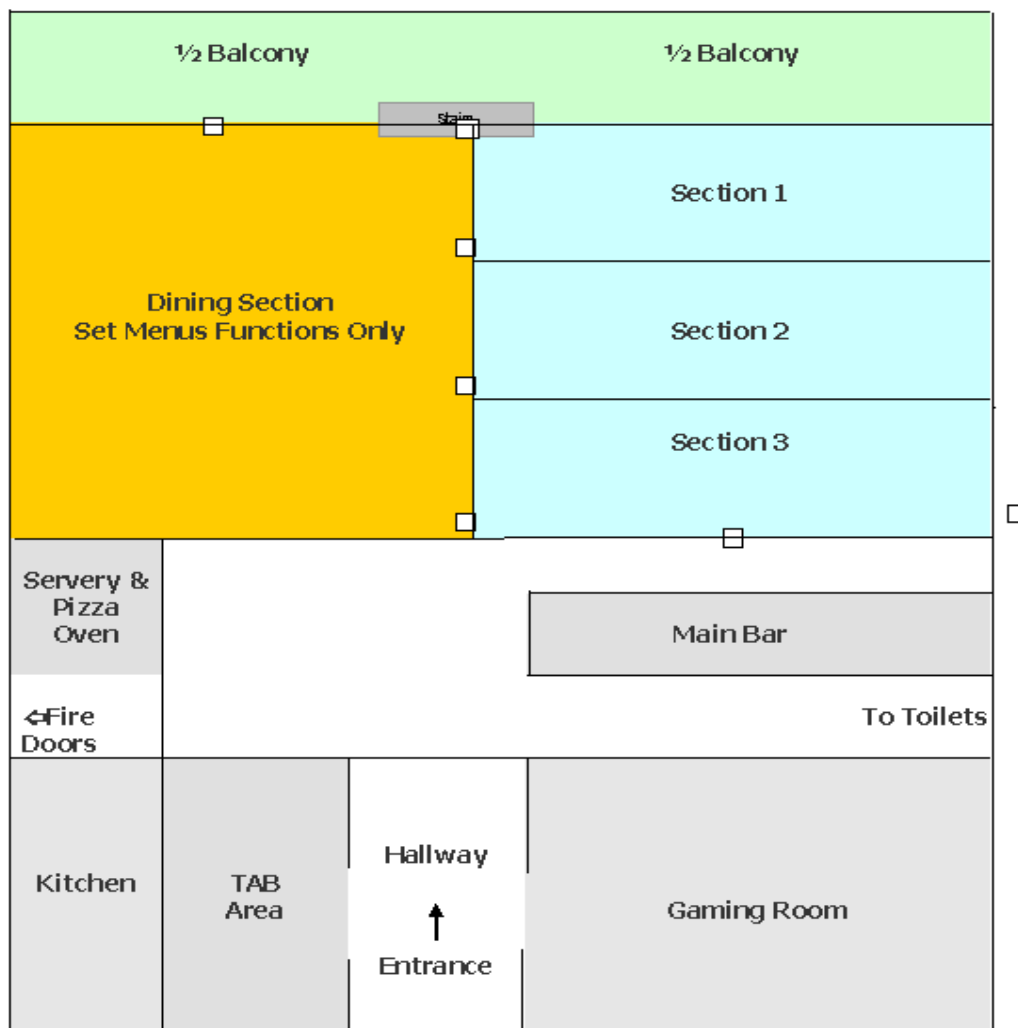 ½ Balcony
½ Balcony
Stairs
Section 1
Dining Section
Set Menus Functions Only
Section 2
Section 3
Servery &
Pizza
Oven
Main Bar
⇦Fire
Doors
To Toilets
Kitchen
TAB
Area
Hallway
Entrance
Gaming Room